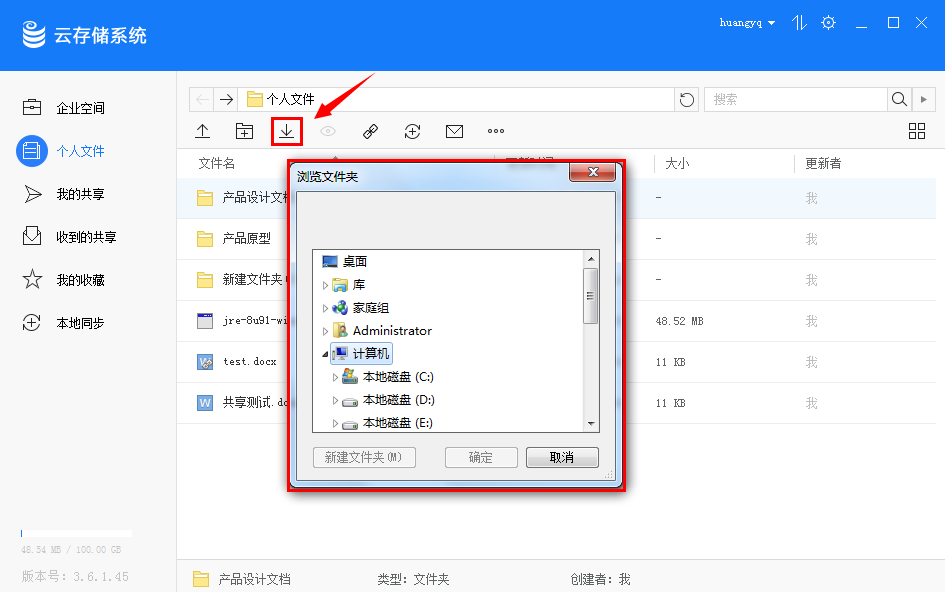 云存储系统
huangyq
企业空间
个人文件
我的共享
收到的共享
我的收藏
本地同步
48.54 MB / 100.00 GB
版本号: 3.6.1.45
个人文件
搜索
文件名
大小
更新者
产品设计文档
-
我
产品原型
-
我
新建文件夹
-
我
jre-8u91-wi
48.52 MB
我
test.docx
11 KB
我
共享测试.do
11 KB
我
浏览文件夹
桌面
库
家庭组
Administrator
计算机
本地磁盘 (C:)
本地磁盘 (D:)
本地磁盘 (E:)
新建文件夹(M)
确定
取消
产品设计文档
类型: 文件夹
创建者: 我